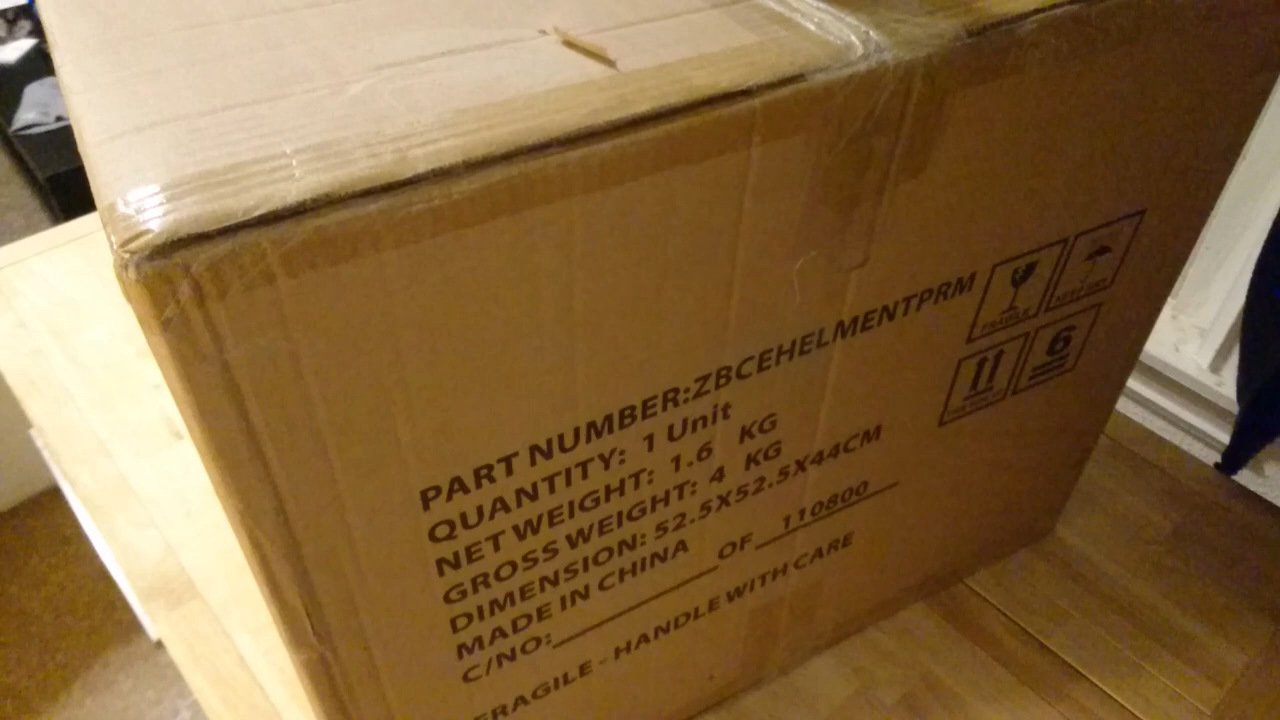 PART NUMBER:ZBCEHELMENTPRM
QUANTITY: 1 Unit
NET WEIGHT: 1.6 KG
GROSS WEIGHT: 4 KG
DIMENSION: 52.5X52.5X44CM
MADE IN CHINA
C/NO: OF 110800
FRAGILE - HANDLE WITH CARE
FRAGILE
6